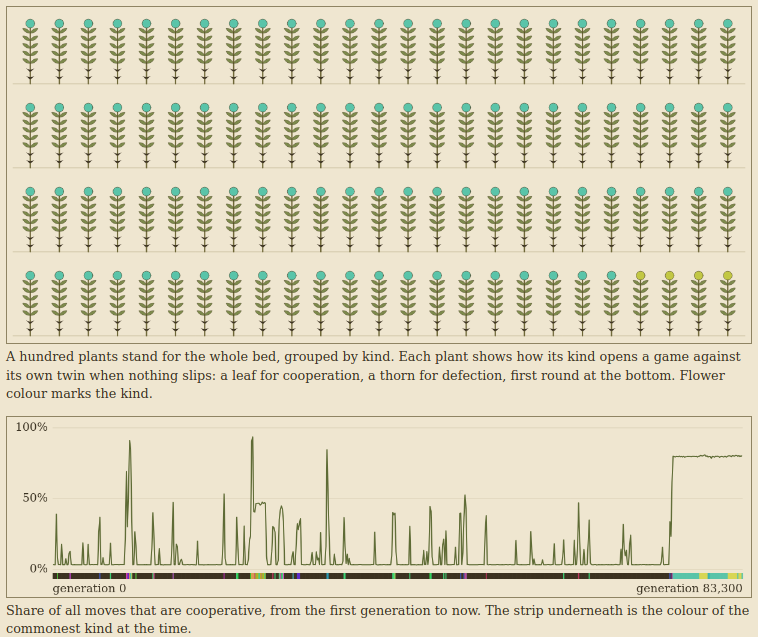 A hundred plants stand for the whole bed, grouped by kind. Each plant shows how its kind opens a game against
its own twin when nothing slips: a leaf for cooperation, a thorn for defection, first round at the bottom. Flower
colour marks the kind.
100%
50%
0%
generation 0
generation 83,300
Share of all moves that are cooperative, from the first generation to now. The strip underneath is the colour of the
commonest kind at the time.